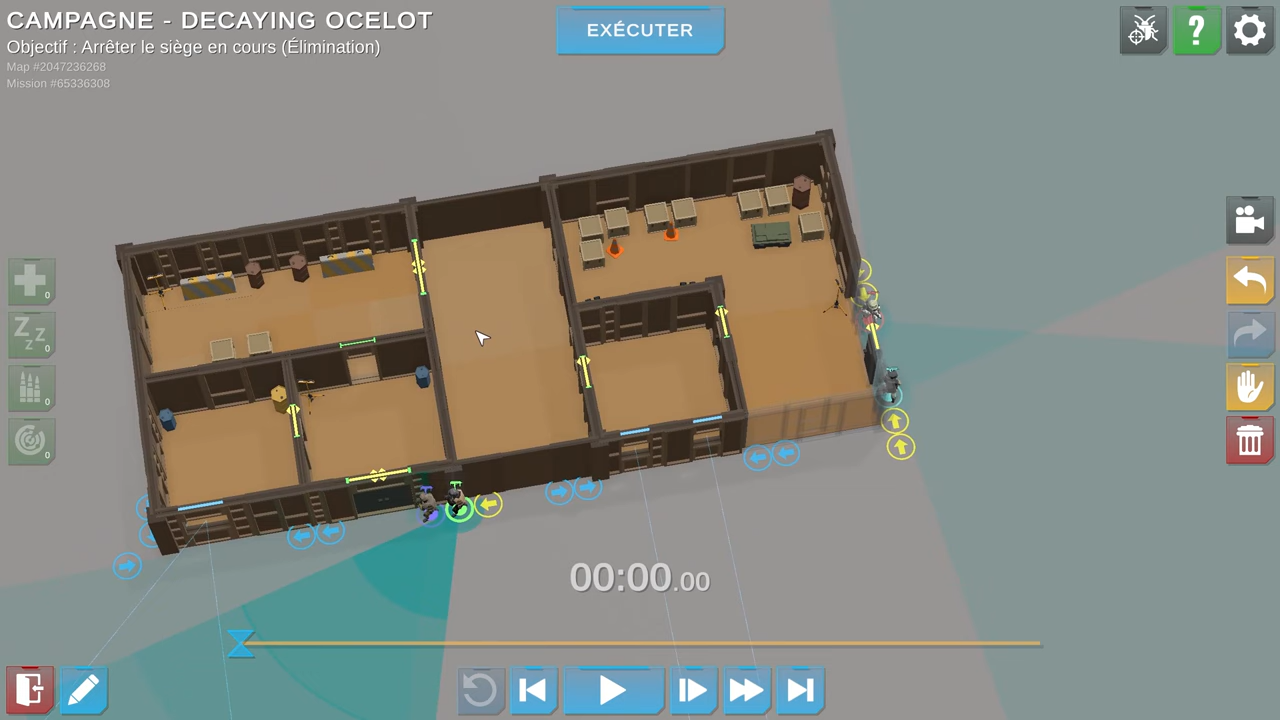 CAMPAGNE - DECAYING OCELOT
Objectif : Arrêter le siège en cours (Élimination)
Map #2047236268
Mission #65336308
EXÉCUTER
?
0
ZZZ
0
0
0
00:00.00